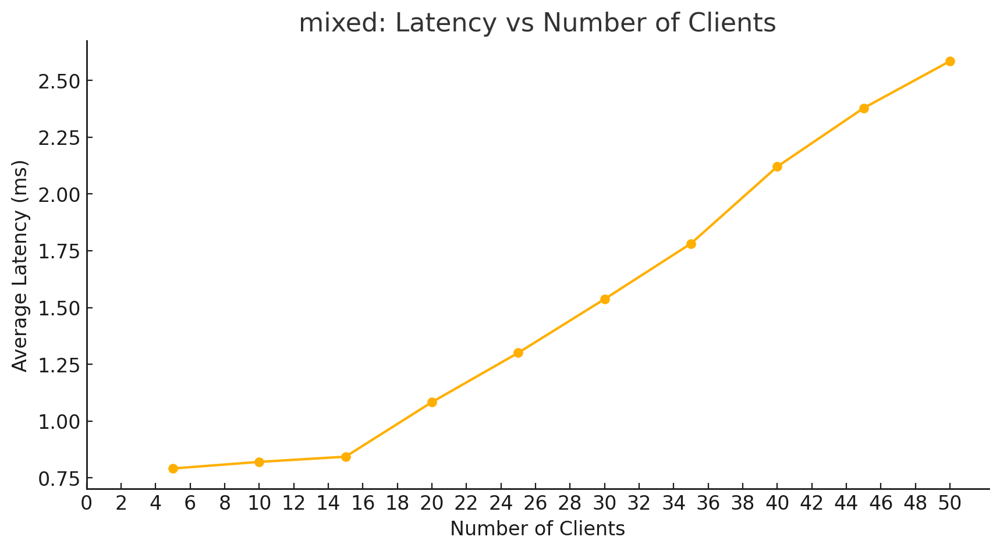 mixed: Latency vs Number of Clients
Average Latency (ms)
2.50
2.25
2.00
1.75
1.50
1.25
1.00
0.75
0 2 4 6 8 10 12 14 16 18 20 22 24 26 28 30 32 34 36 38 40 42 44 46 48 50
Number of Clients